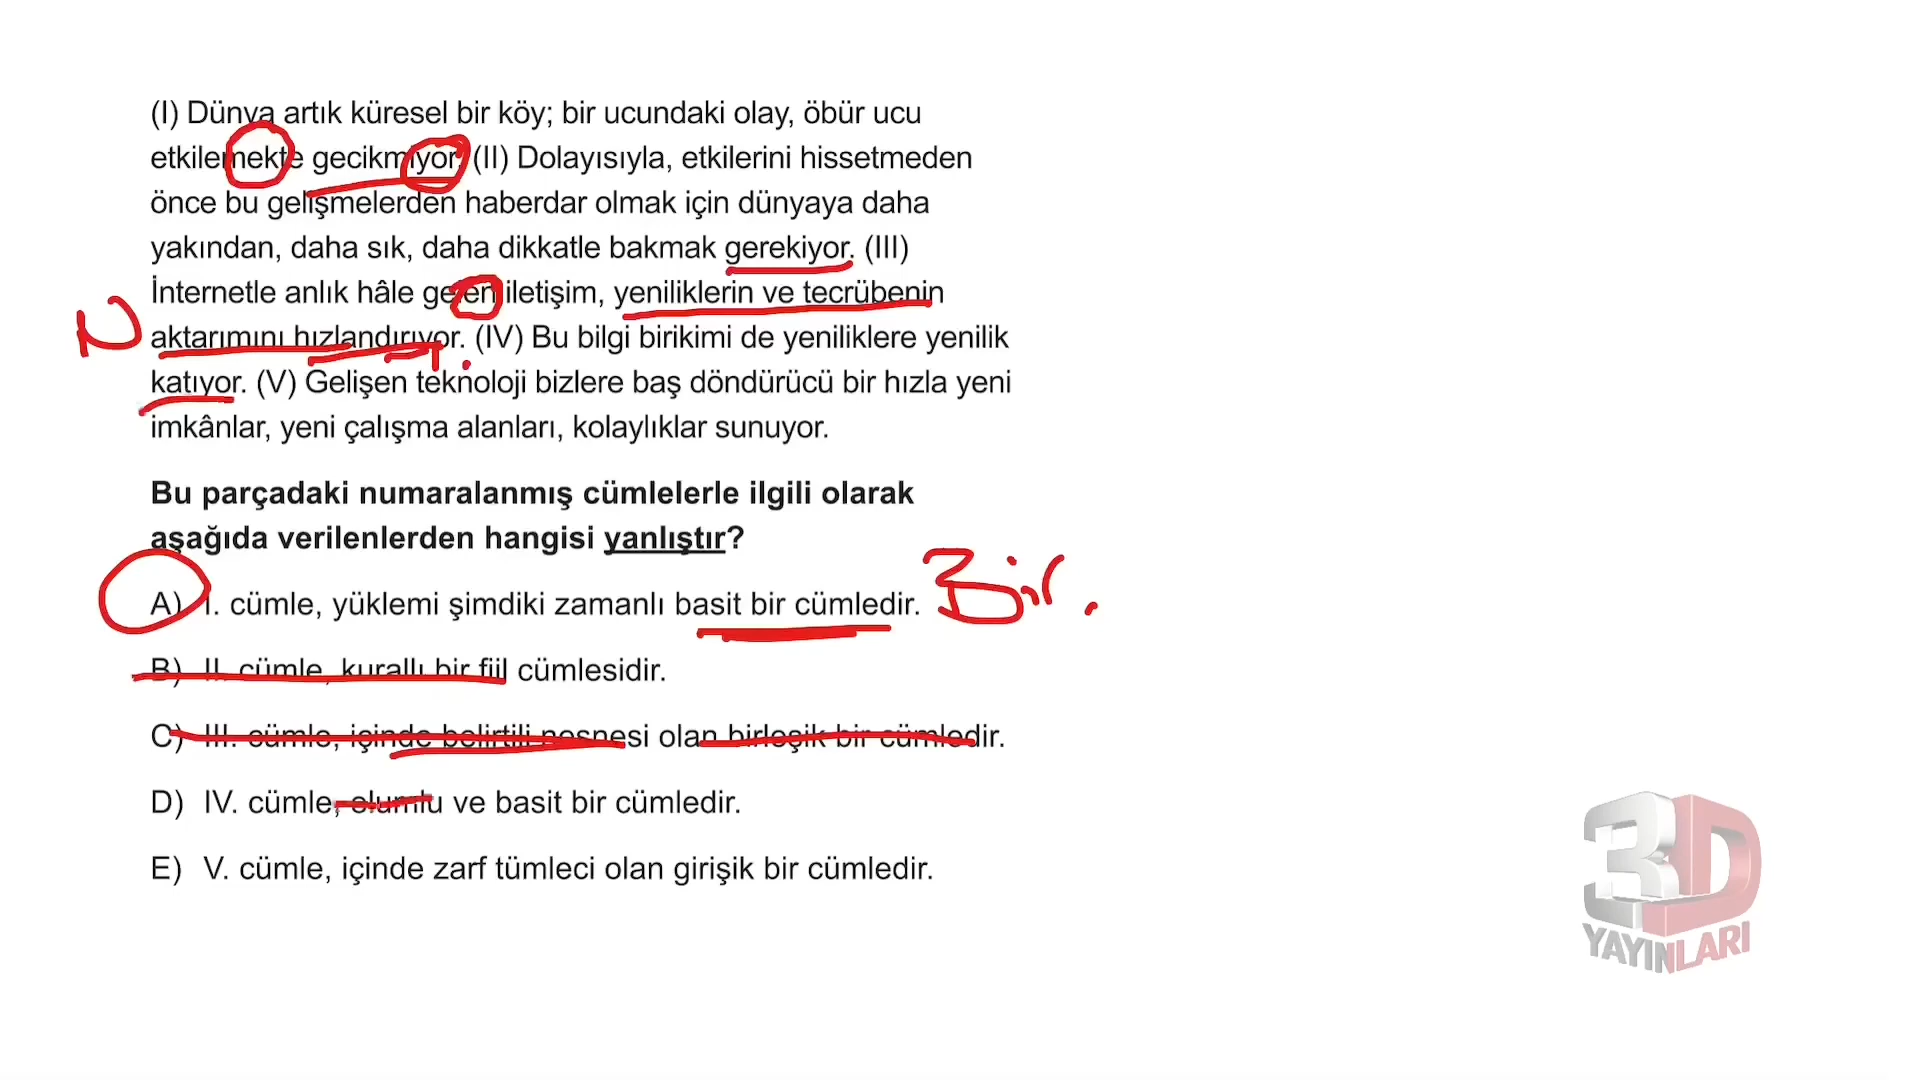 (I) Dünya artık küresel bir köy; bir ucundaki olay, öbür ucu
etkilemekte gecikmiyor. (II) Dolayısıyla, etkilerini hissetmeden
önce bu gelişmelerden haberdar olmak için dünyaya daha
yakından, daha sık, daha dikkatle bakmak gerekiyor. (III)
İnternetle anlık hâle gelen iletişim, yeniliklerin ve tecrübenin
N aktarımını hızlandırıyor. (IV) Bu bilgi birikimi de yeniliklere yenilik
katıyor. (V) Gelişen teknoloji bizlere baş döndürücü bir hızla yeni
imkânlar, yeni çalışma alanları, kolaylıklar sunuyor.
Bu parçadaki numaralanmış cümlelerle ilgili olarak
aşağıda verilenlerden hangisi yanlıştır?
A) I. cümle, yüklemi şimdiki zamanlı basit bir cümledir. Bir.
B) II. cümle, kurallı bir fiil cümlesidir.
C) III. cümle, içinde belirtili nesnesi olan birleşik bir cümledir.
D) IV. cümle, olumlu ve basit bir cümledir.
E) V. cümle, içinde zarf tümleci olan girişik bir cümledir.
3D
YAYINLARI